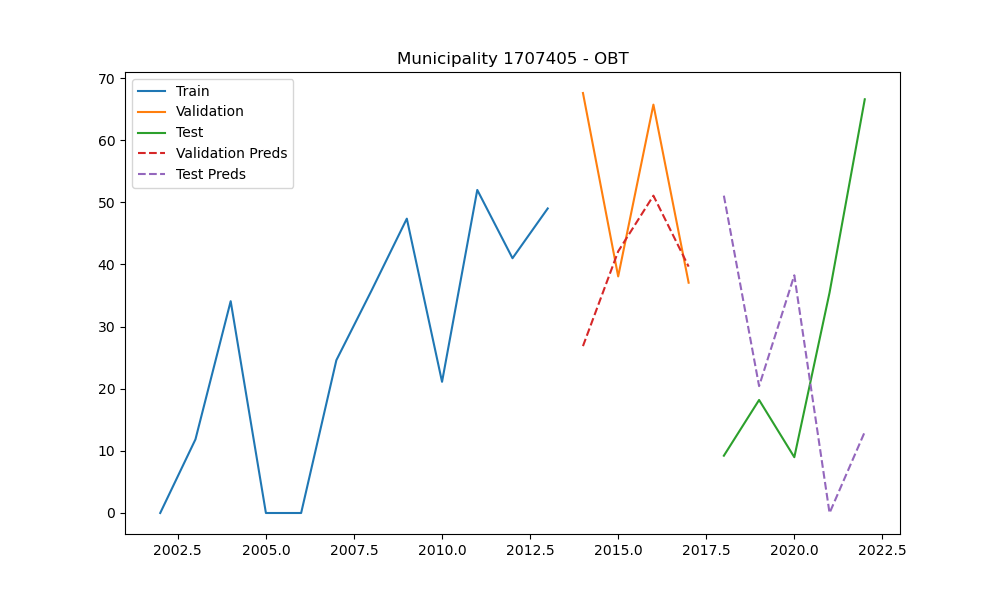 Municipality 1707405 - OBT
Train
Validation
Test
Validation Preds
Test Preds
70
60
50
40
30
20
10
0
2002.5 2005.0 2007.5 2010.0 2012.5 2015.0 2017.5 2020.0 2022.5